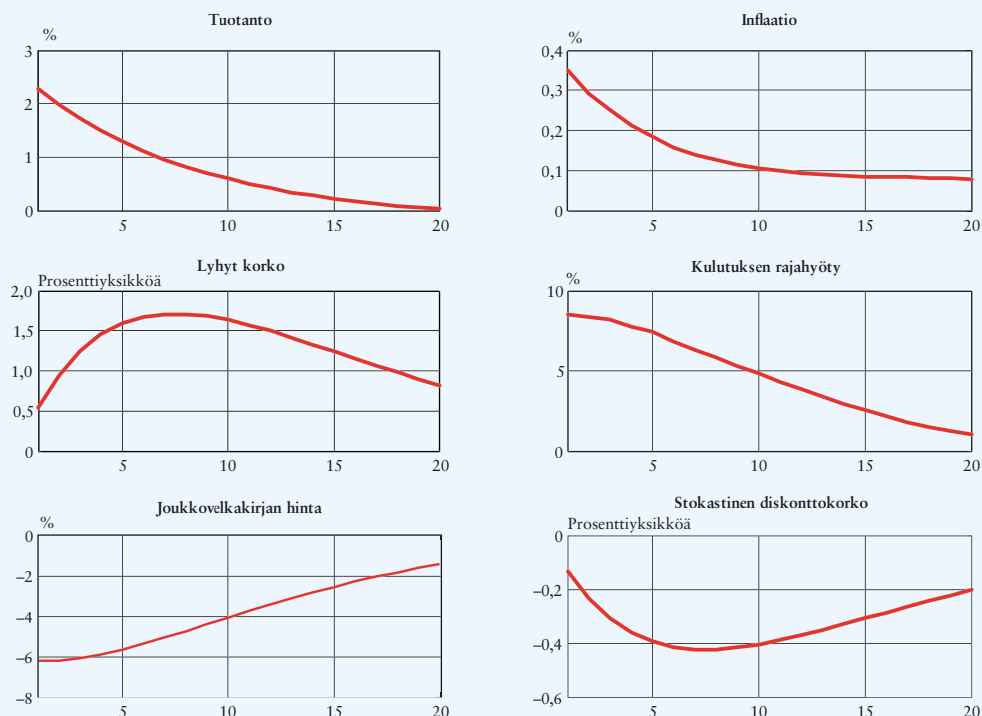 Tuotanto
%
3
2
1
0
5 10 15 20
Inflaatio
%
0,4
0,3
0,2
0,1
0
5 10 15 20
Lyhyt korko
Prosenttiyksikköä
2,0
1,5
1,0
0,5
0
5 10 15 20
Kulutuksen rajahyöty
%
10
5
0
5 10 15 20
Joukkovelkakirjan hinta
%
0
–2
–4
–6
–8
5 10 15 20
Stokastinen diskonttokorko
Prosenttiyksikköä
0
–0,2
–0,4
–0,6
5 10 15 20